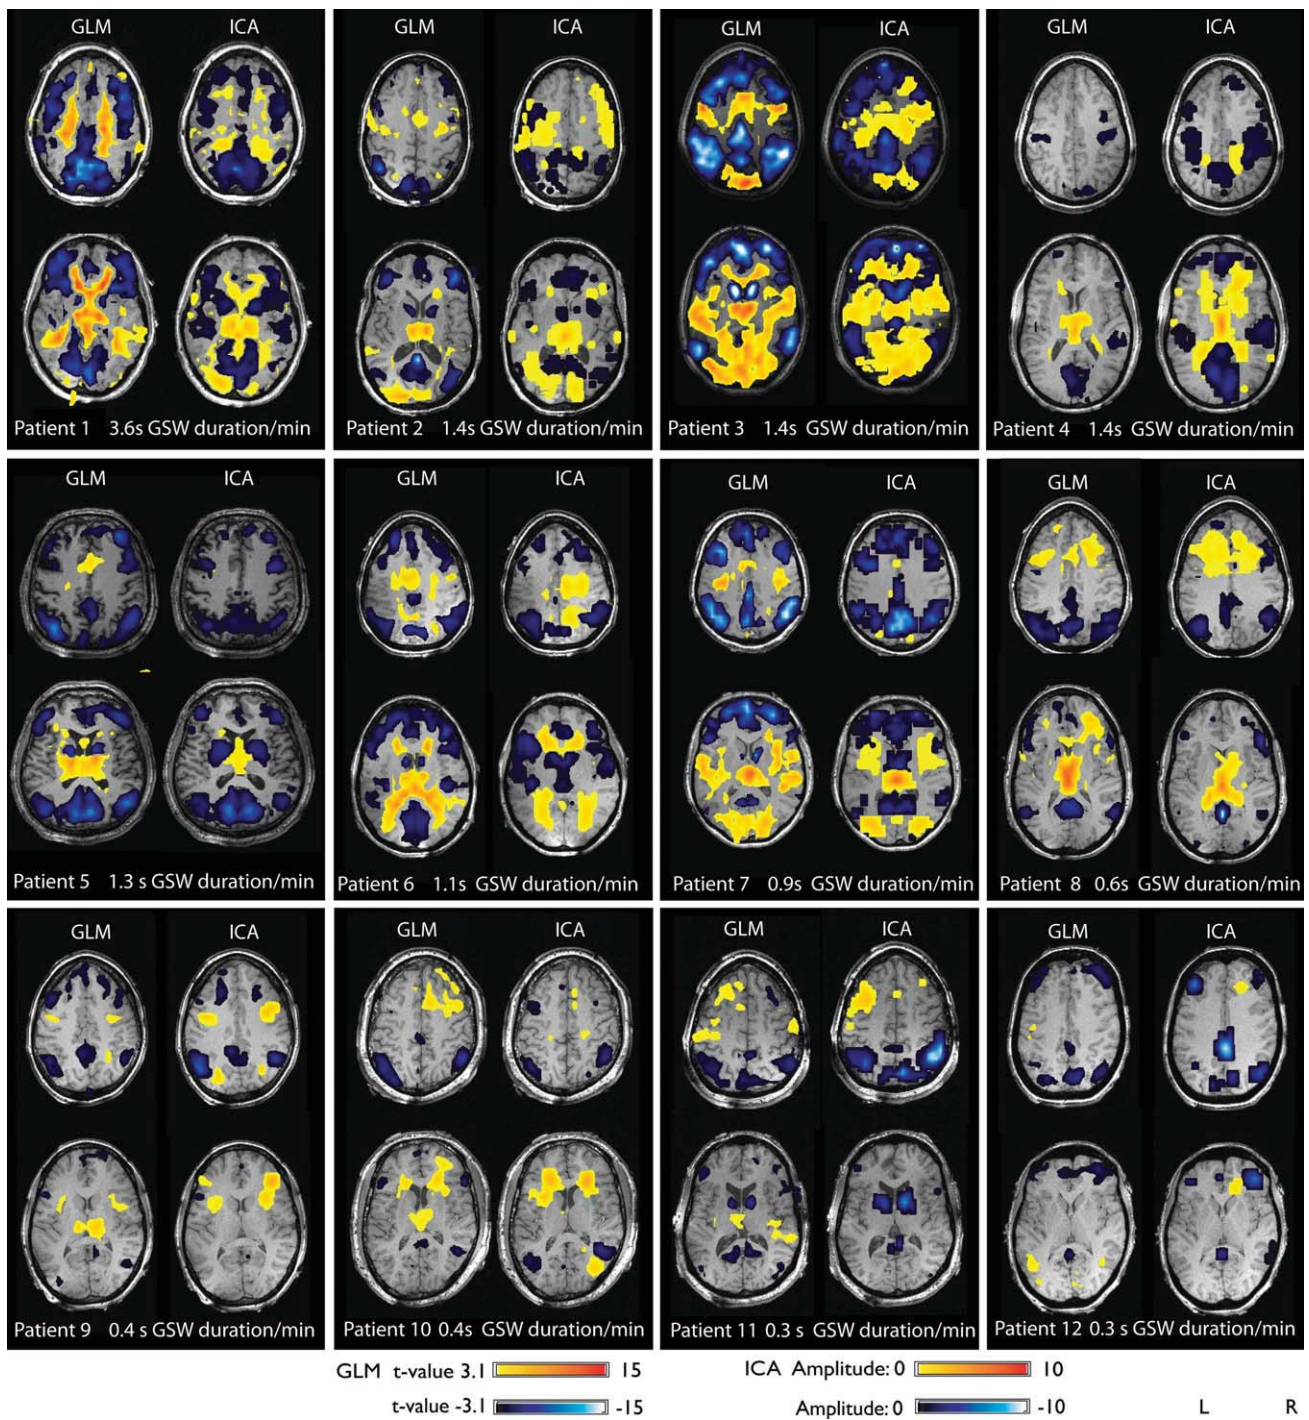 GLM ICA GLM ICA GLM ICA GLM ICA
Patient 1 3.6s GSW duration/min Patient 2 1.4s GSW duration/min Patient 3 1.4s GSW duration/min Patient 4 1.4s GSW duration/min
GLM ICA GLM ICA GLM ICA GLM ICA
Patient 5 1.3 s GSW duration/min Patient 6 1.1s GSW duration/min Patient 7 0.9s GSW duration/min Patient 8 0.6s GSW duration/min
GLM ICA GLM ICA GLM ICA GLM ICA
Patient 9 0.4 s GSW duration/min Patient 10 0.4s GSW duration/min Patient 11 0.3 s GSW duration/min Patient 12 0.3 s GSW duration/min
GLM t-value 3.1 15 ICA Amplitude: 0 10
t-value -3.1 -15 Amplitude: 0 -10 L R